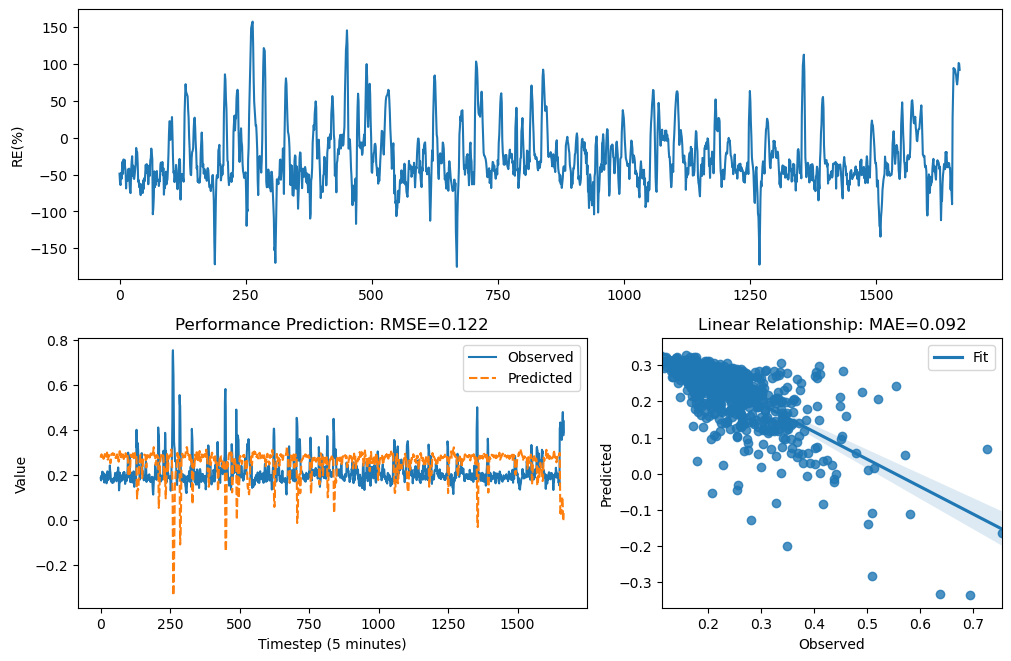 RE(%)
150
100
50
0
−50
−100
−150
0 250 500 750 1000 1250 1500
Performance Prediction: RMSE=0.122
Value
0.8
0.6
0.4
0.2
0.0
−0.2
Observed
Predicted
0 250 500 750 1000 1250 1500
Timestep (5 minutes)
Linear Relationship: MAE=0.092
Predicted
0.3
0.2
0.1
0.0
−0.1
−0.2
−0.3
Fit
0.2 0.3 0.4 0.5 0.6 0.7
Observed